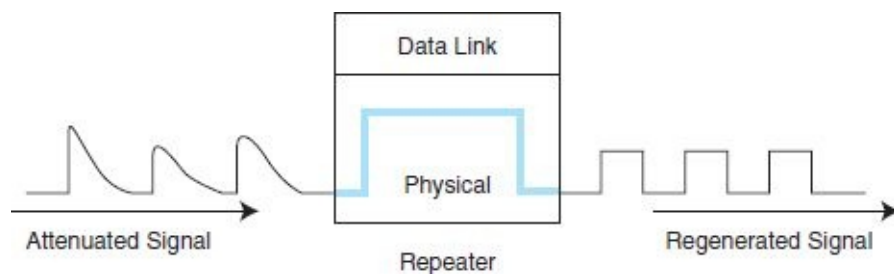 Data Link
Physical
Attenuated Signal
Regenerated Signal
Repeater